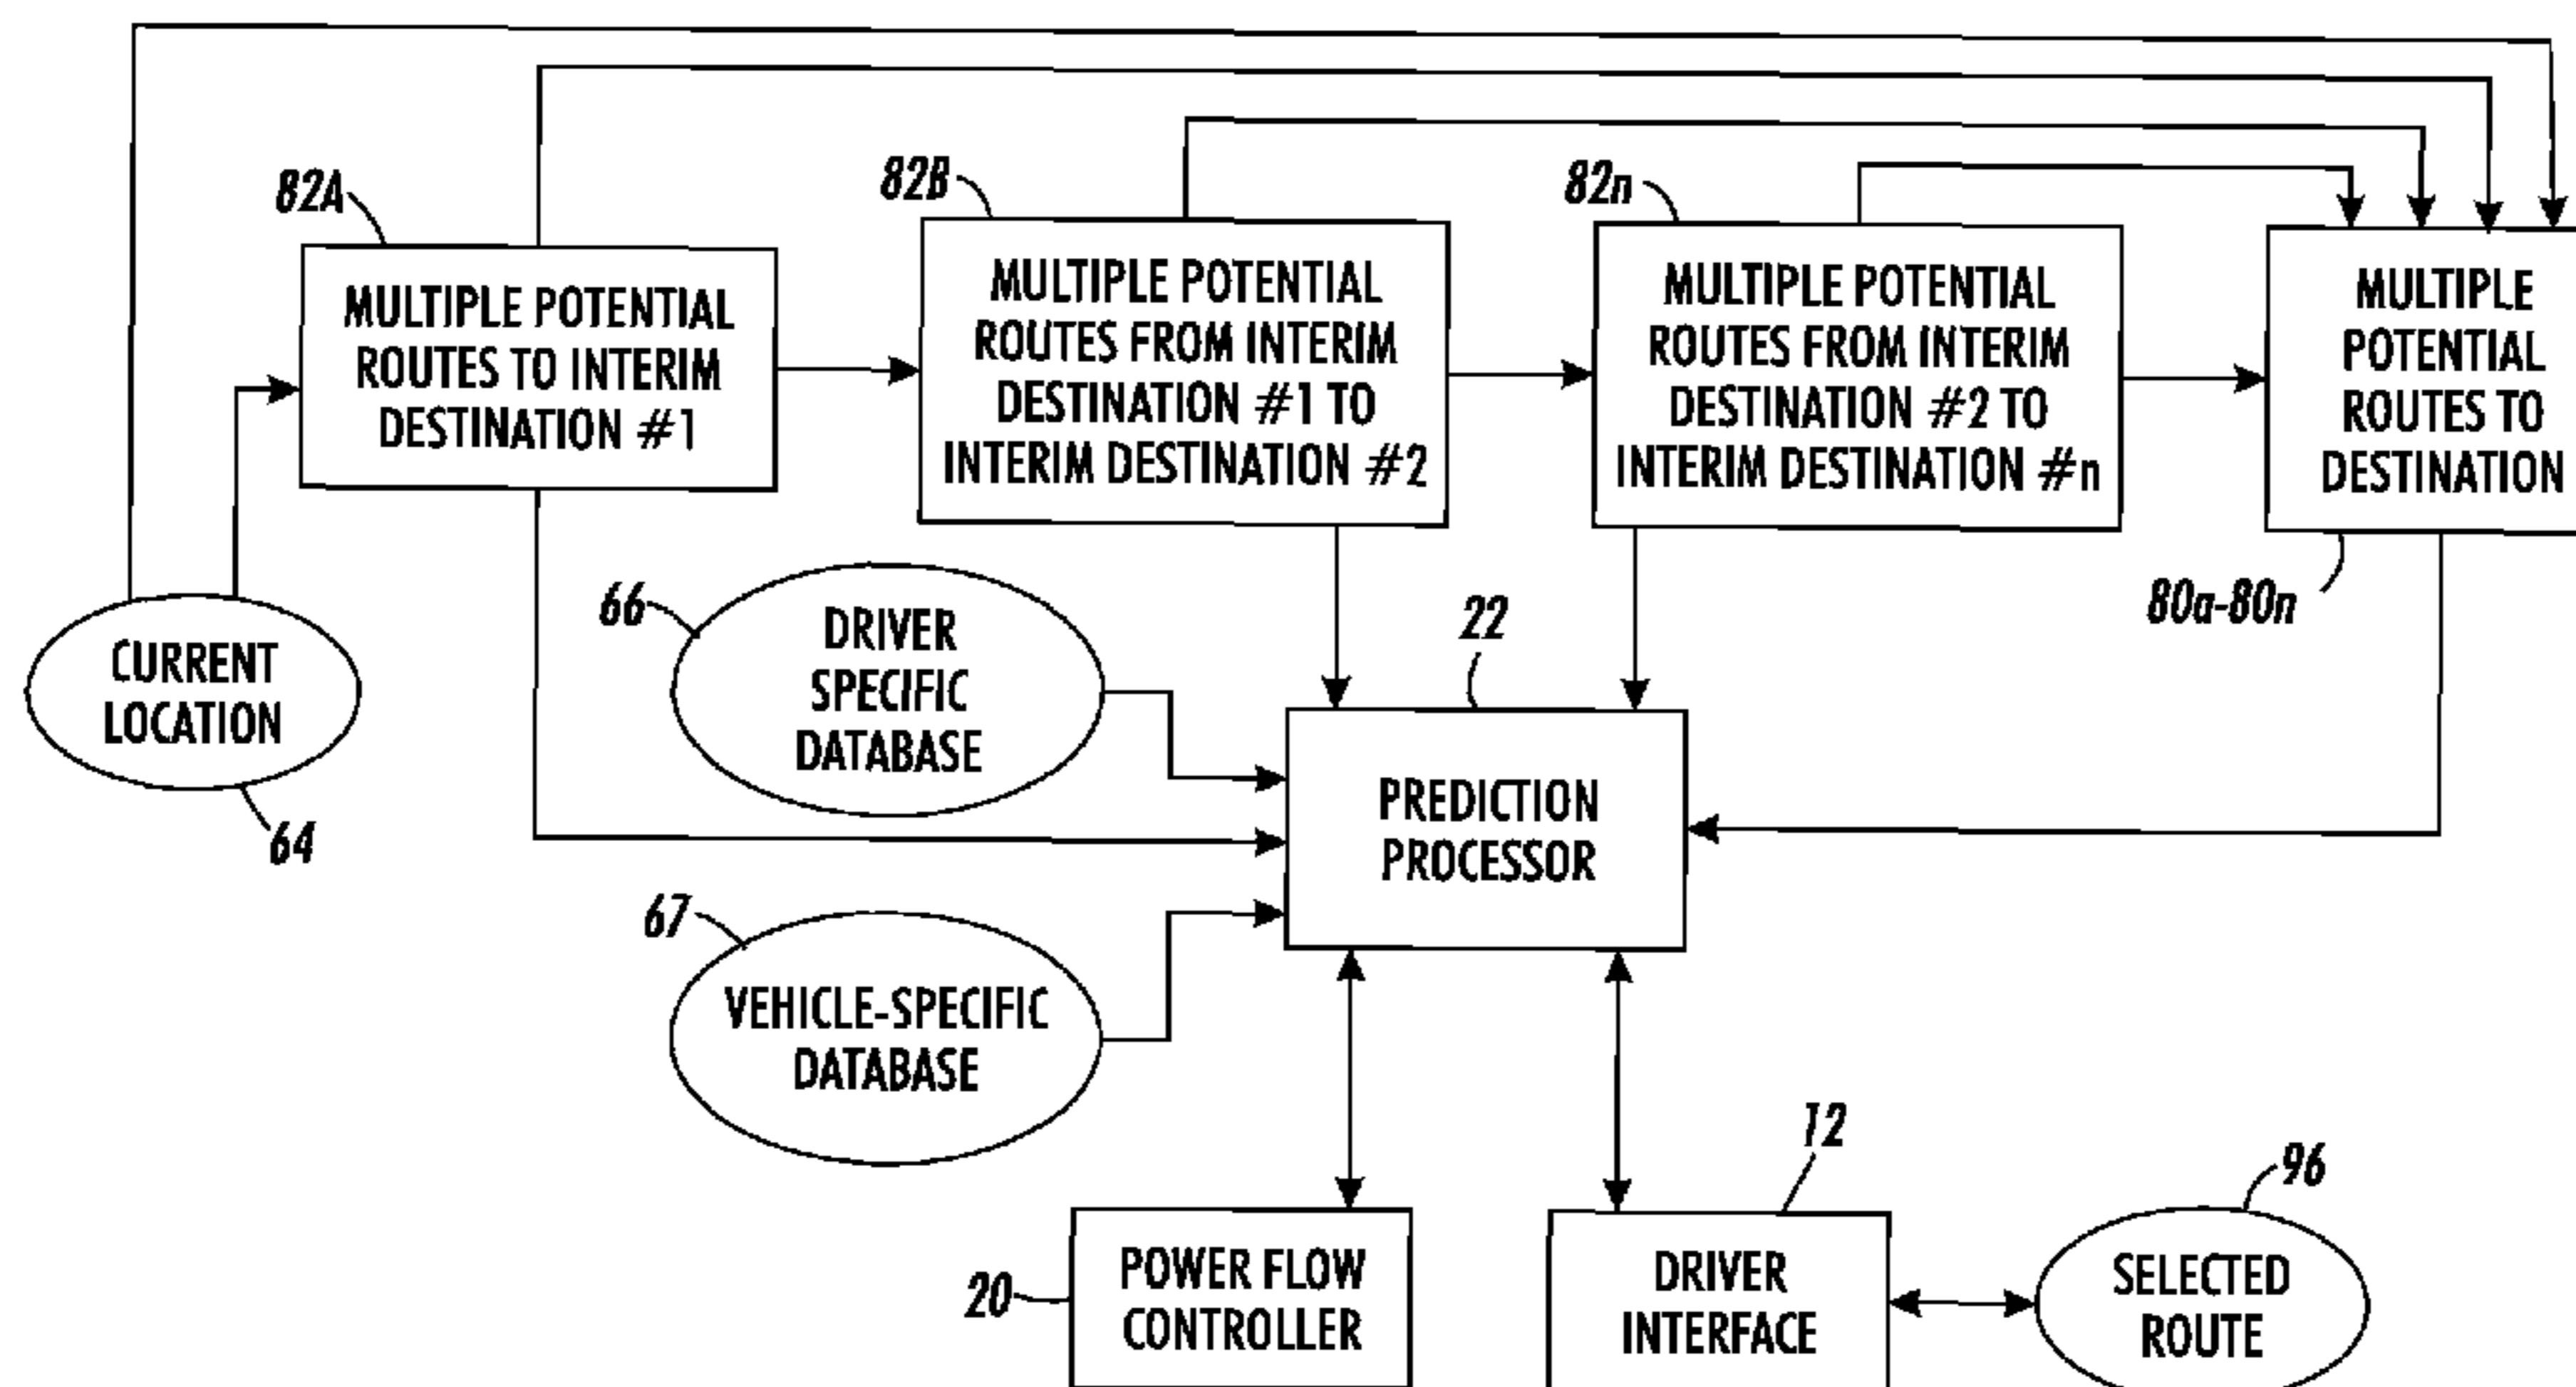 82A
82B
82n
MULTIPLE POTENTIAL
ROUTES TO INTERIM
DESTINATION #1
MULTIPLE POTENTIAL
ROUTES FROM INTERIM
DESTINATION #1 TO
INTERIM DESTINATION #2
MULTIPLE POTENTIAL
ROUTES FROM INTERIM
DESTINATION #2 TO
INTERIM DESTINATION #n
MULTIPLE
POTENTIAL
ROUTES TO
DESTINATION
80a-80n
CURRENT
LOCATION
64
66
DRIVER
SPECIFIC
DATABASE
22
PREDICTION
PROCESSOR
67
VEHICLE-SPECIFIC
DATABASE
20
POWER FLOW
CONTROLLER
12
DRIVER
INTERFACE
96
SELECTED
ROUTE